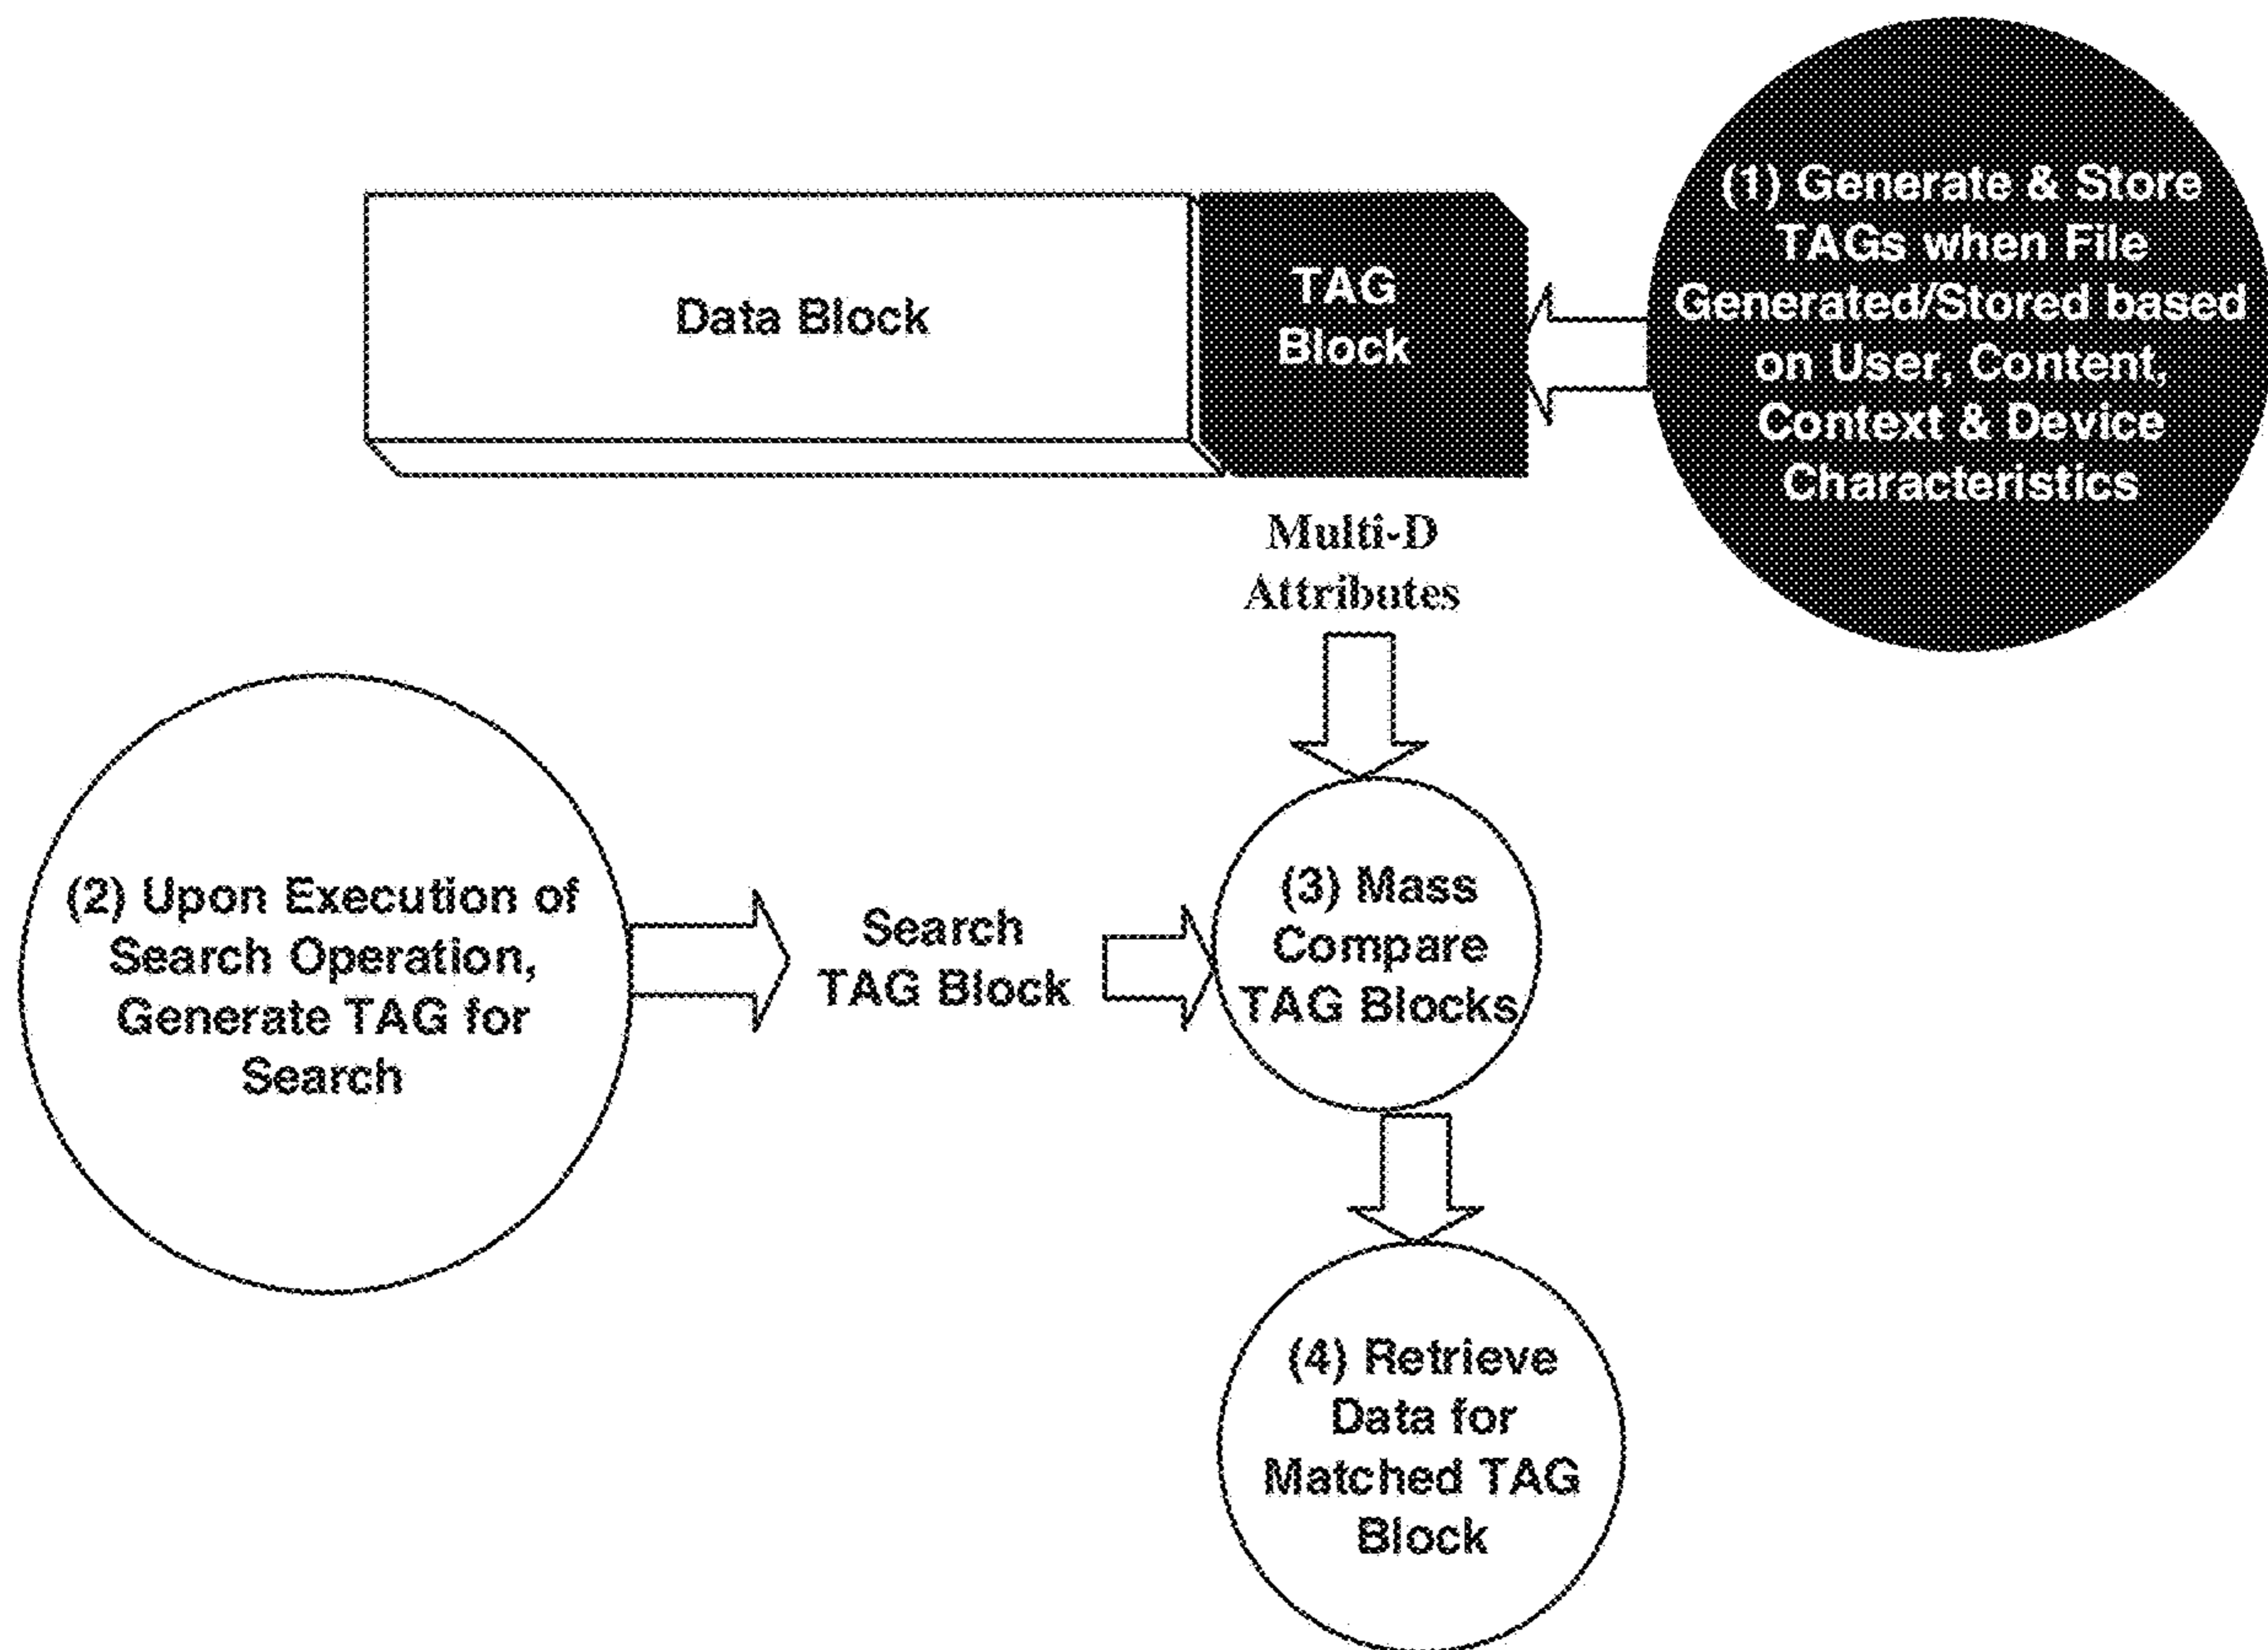 (1) Generate & Store
TAGs when File
Generated/Stored based
on User, Content,
Context & Device
Characteristics
Data Block
TAG
Block
Multi-D
Attributes
(2) Upon Execution of
Search Operation,
Generate TAG for
Search
Search
TAG Block
(3) Mass
Compare
TAG Blocks
(4) Retrieve
Data for
Matched TAG
Block